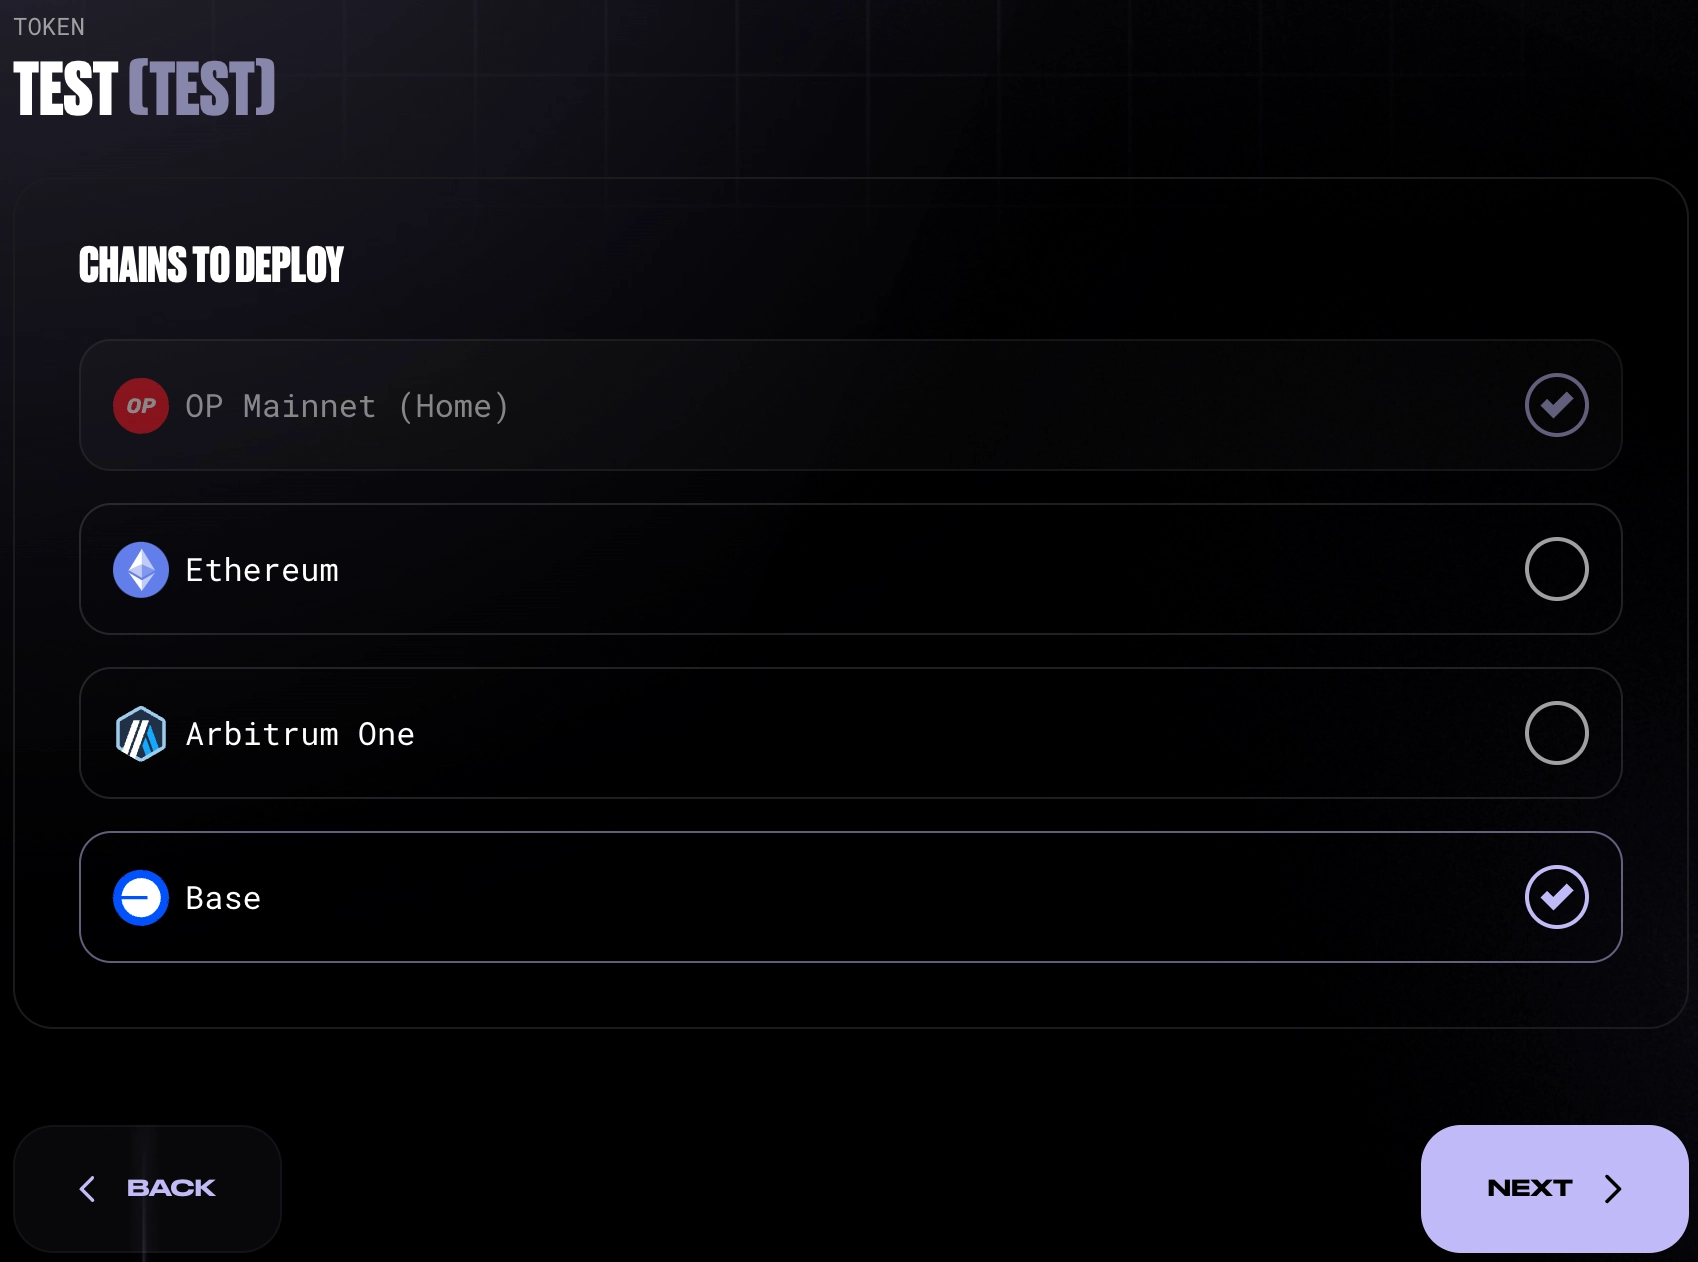 TOKEN
TEST (TEST)
CHAINS TO DEPLOY
OP OP Mainnet (Home)
Ethereum
Arbitrum One
Base
BACK
NEXT